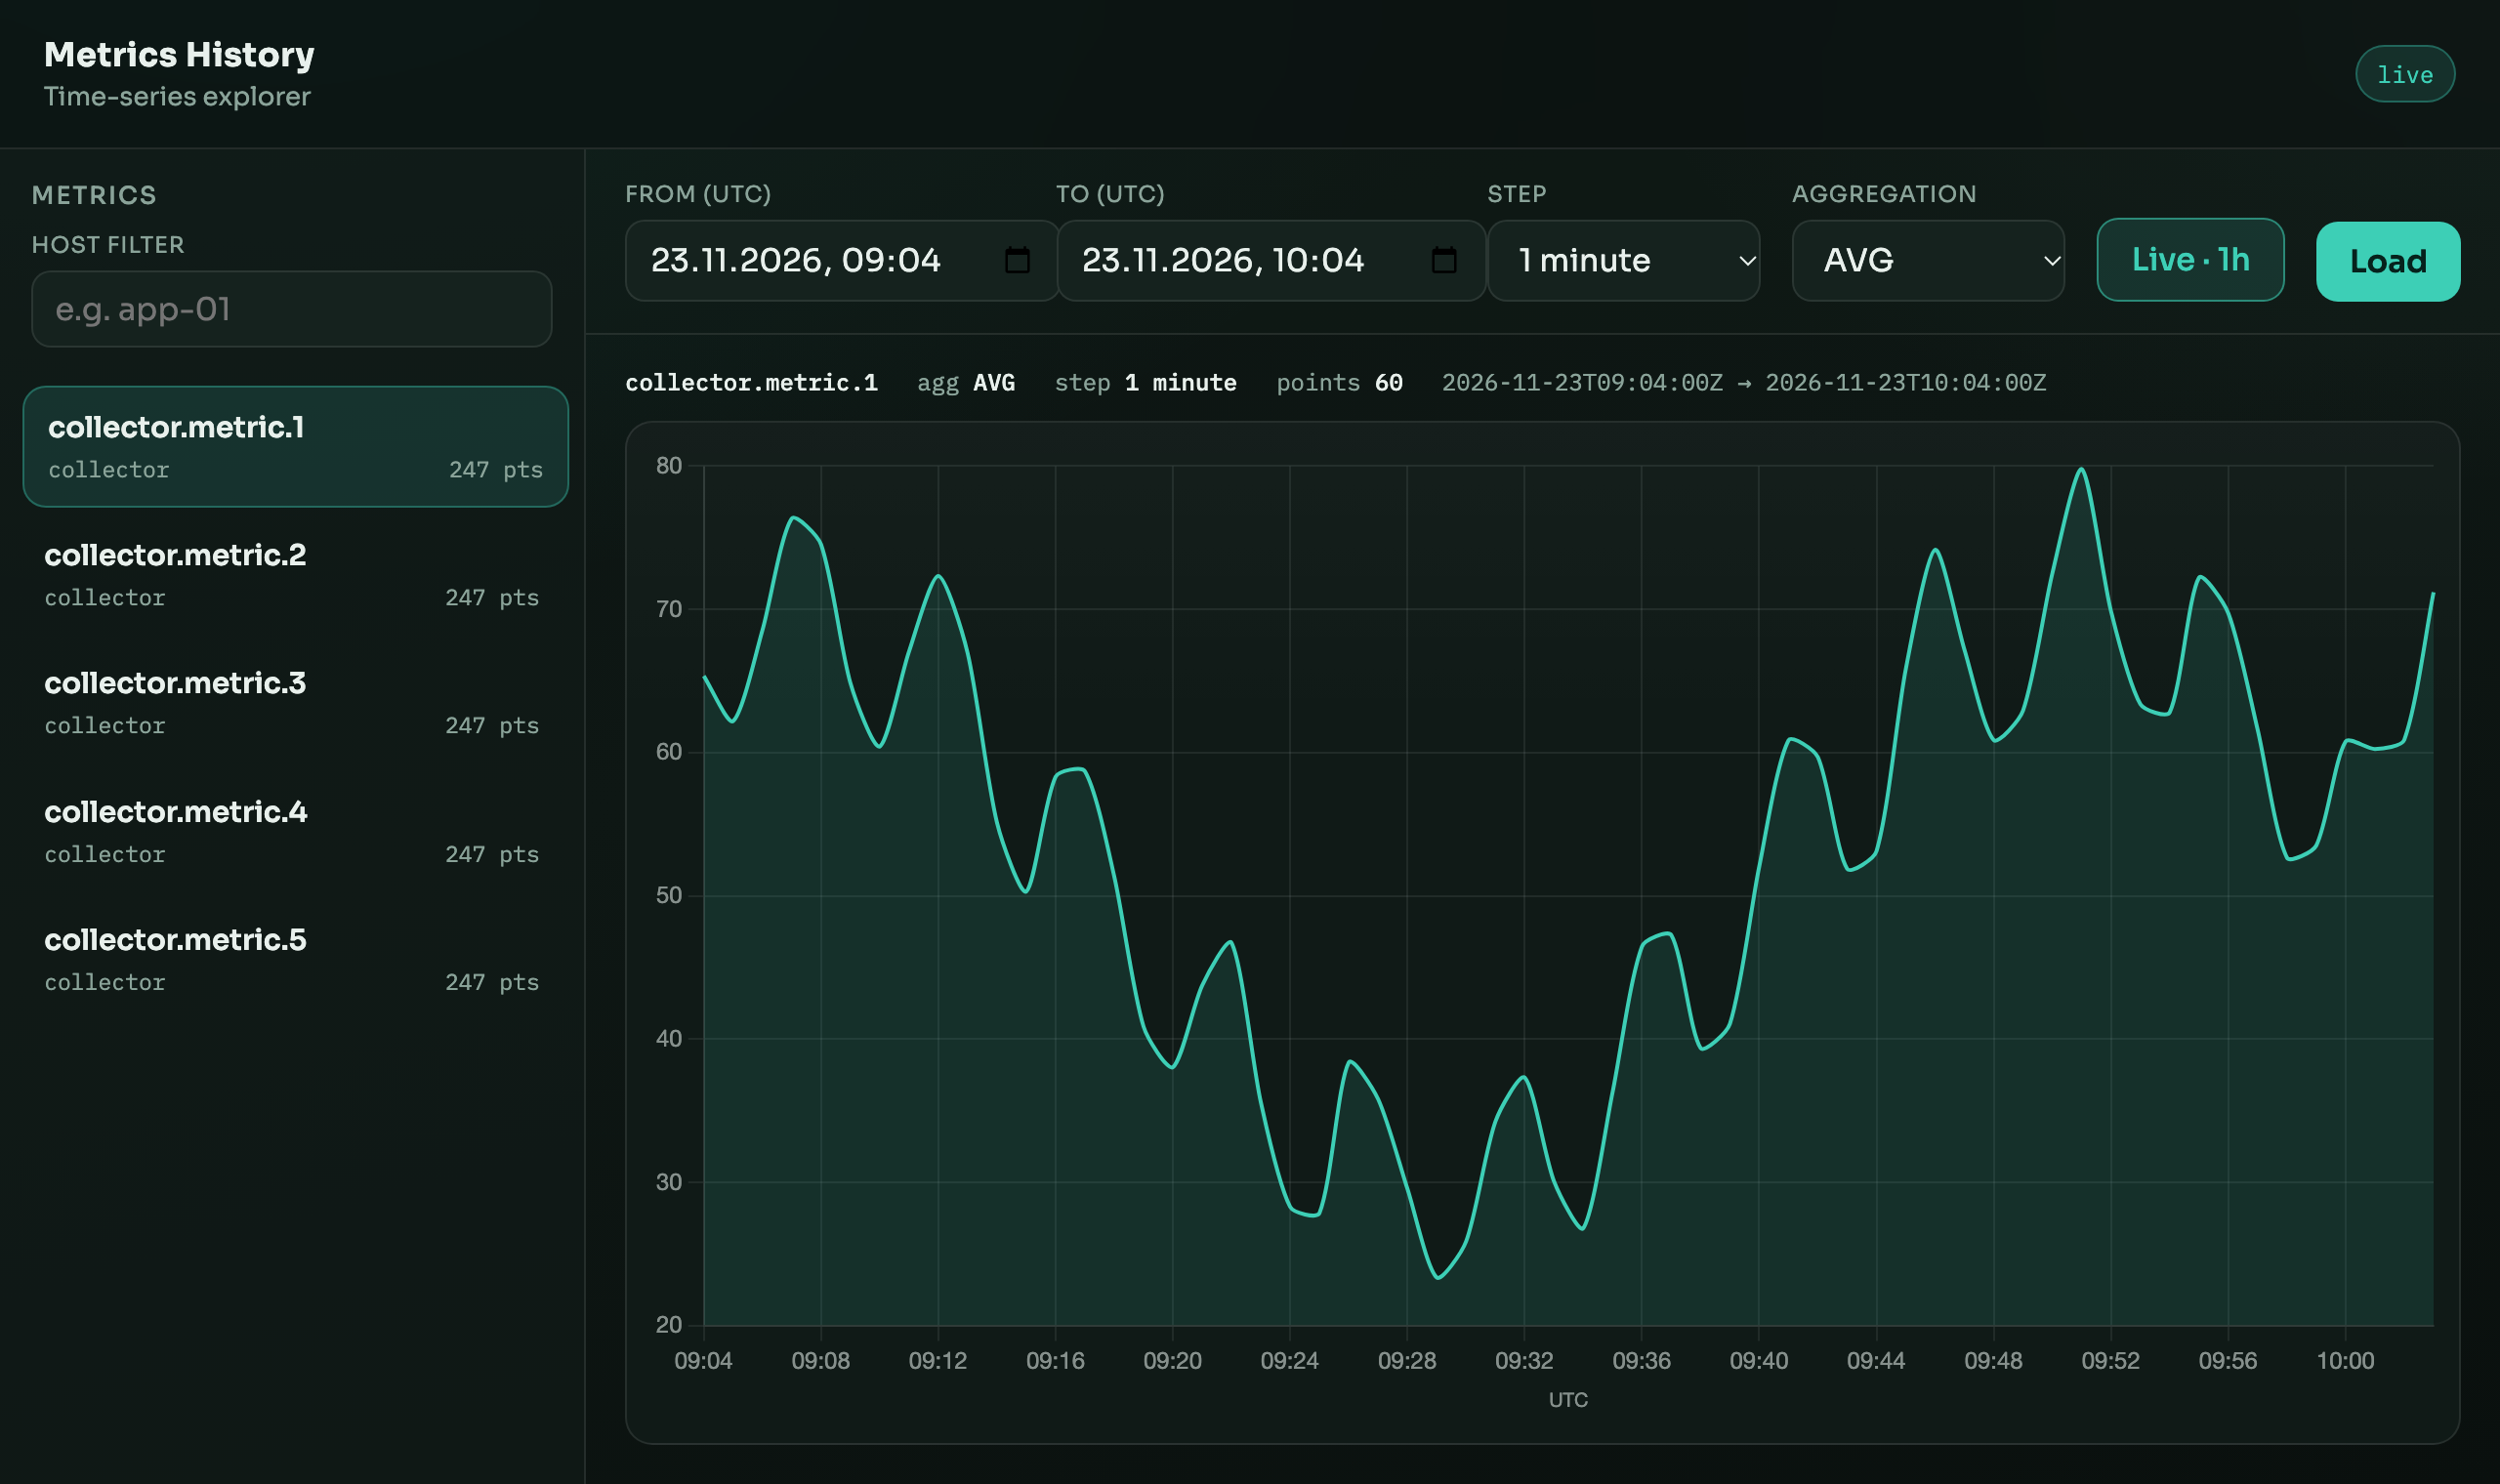 Metrics History
Time-series explorer
live
METRICS
HOST FILTER
e.g. app-01
collector.metric.1
collector 247 pts
collector.metric.2
collector 247 pts
collector.metric.3
collector 247 pts
collector.metric.4
collector 247 pts
collector.metric.5
collector 247 pts
FROM (UTC) TO (UTC) STEP AGGREGATION
23.11.2026, 09:04 23.11.2026, 10:04 1 minute AVG Live · 1h Load
collector.metric.1 agg AVG step 1 minute points 60 2026-11-23T09:04:00Z → 2026-11-23T10:04:00Z
80
70
60
50
40
30
20
09:04 09:08 09:12 09:16 09:20 09:24 09:28 09:32 09:36 09:40 09:44 09:48 09:52 09:56 10:00
UTC